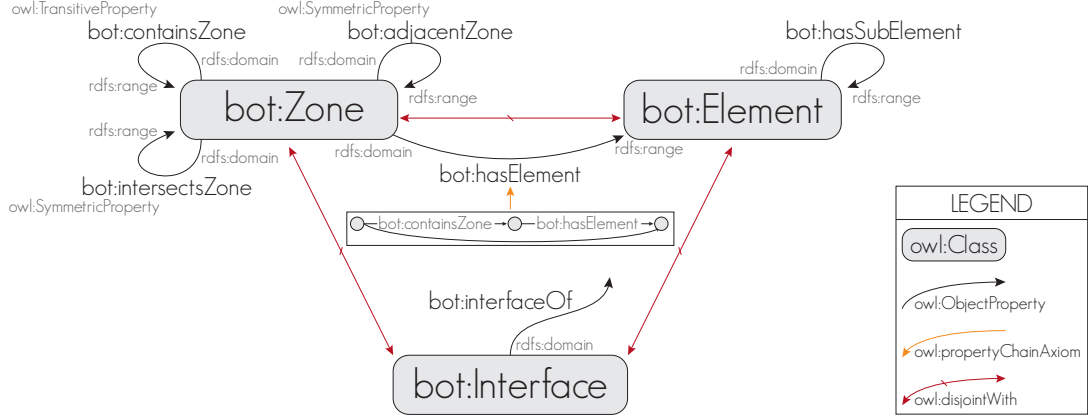 owl:TransitiveProperty
owl:SymmetricProperty
bot:containsZone
bot:adjacentZone
bot:hasSubElement
rdfs:domain
rdfs:domain
rdfs:domain
rdfs:range
rdfs:range
rdfs:range
bot:Zone
bot:Element
rdfs:range
rdfs:domain
rdfs:domain
rdfs:range
bot:intersectsZone
bot:hasElement
owl:SymmetricProperty
bot:containsZone
bot:hasElement
bot:interfaceOf
rdfs:domain
bot:Interface
LEGEND
owl:Class
owl:ObjectProperty
owl:propertyChainAxiom
owl:disjointWith